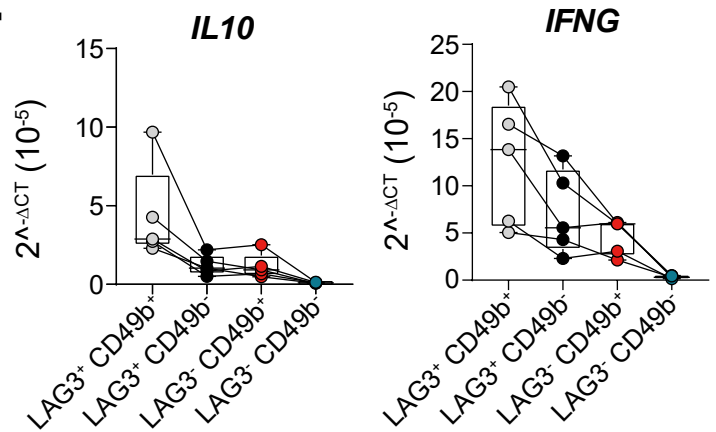 IL10
15
10
5
0
2^-ΔCT (10-5)
LAG3+ CD49b+
LAG3+ CD49b-
LAG3- CD49b+
LAG3- CD49b-
IFNG
25
20
15
10
5
0
2^-ΔCT (10-5)
LAG3+ CD49b+
LAG3+ CD49b-
LAG3- CD49b+
LAG3- CD49b-